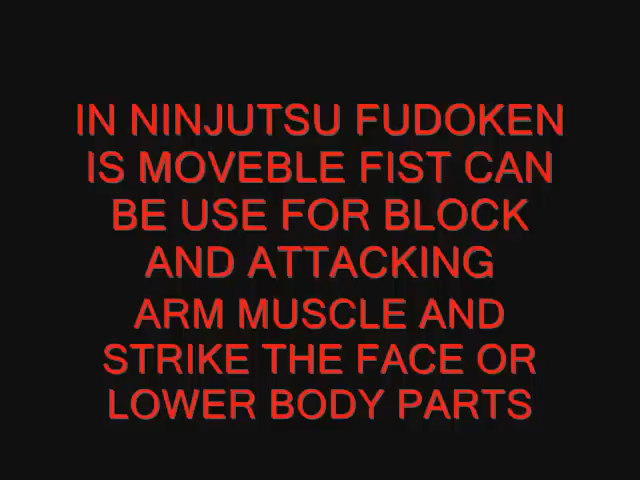 IN NINJUTSU FUDOKEN
IS MOVEBLE FIST CAN
BE USE FOR BLOCK
AND ATTACKING
ARM MUSCLE AND
STRIKE THE FACE OR
LOWER BODY PARTS